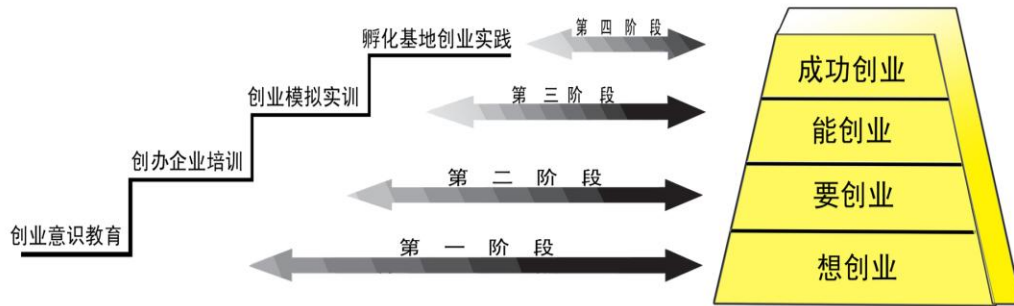 孵化基地创业实践
第四阶段
成功创业
创业模拟实训
第三阶段
能创业
创办企业培训
第二阶段
要创业
创业意识教育
第一阶段
想创业